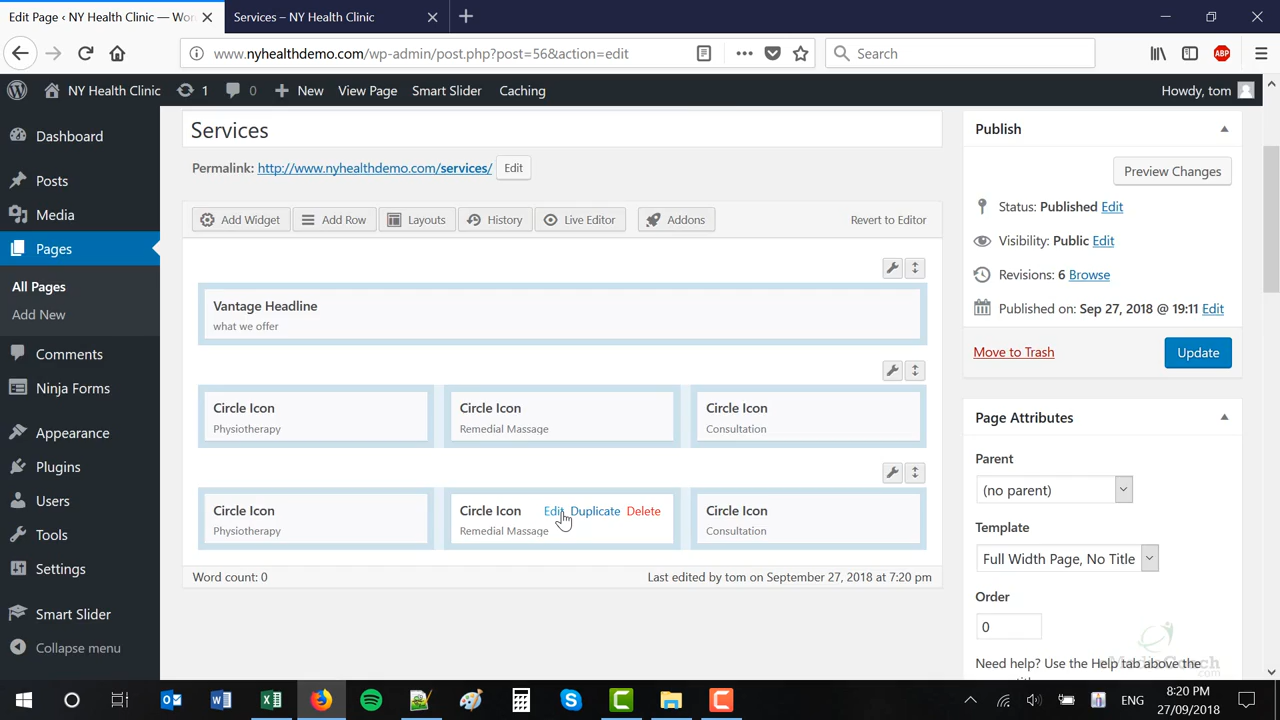 Edit Page ‹ NY Health Clinic — Wor
Services – NY Health Clinic
www.nyhealthdemo.com/wp-admin/post.php?post=56&action=edit
Search
ABP
NY Health Clinic
1
0
New
View Page
Smart Slider
Caching
Howdy, tom
Dashboard
Posts
Media
Pages
All Pages
Add New
Comments
Ninja Forms
Appearance
Plugins
Users
Tools
Settings
Smart Slider
Collapse menu
Services
Permalink: http://www.nyhealthdemo.com/services/ Edit
Add Widget
Add Row
Layouts
History
Live Editor
Addons
Revert to Editor
Vantage Headline
what we offer
Circle Icon
Physiotherapy
Circle Icon
Remedial Massage
Circle Icon
Consultation
Circle Icon
Physiotherapy
Circle Icon Edit Duplicate Delete
Remedial Massage
Circle Icon
Consultation
Word count: 0
Last edited by tom on September 27, 2018 at 7:20 pm
Publish
Preview Changes
Status: Published Edit
Visibility: Public Edit
Revisions: 6 Browse
Published on: Sep 27, 2018 @ 19:11 Edit
Move to Trash
Update
Page Attributes
Parent
(no parent)
Template
Full Width Page, No Title
Order
0
Need help? Use the Help tab above the
ENG
8:20 PM
27/09/2018